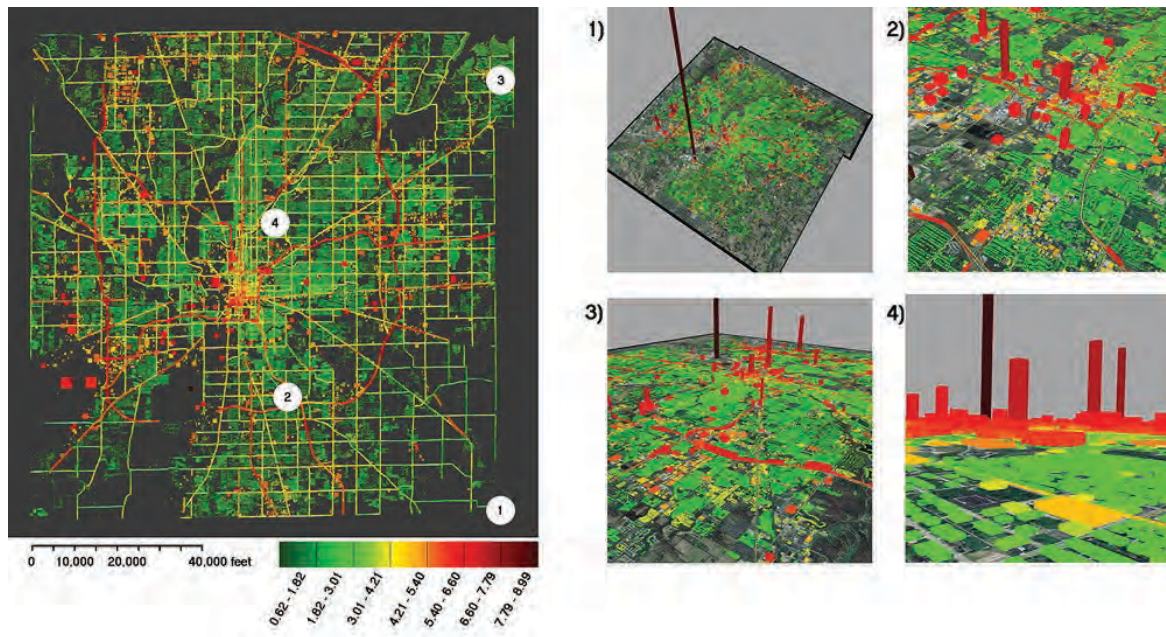 3
4
2
1
0
10,000
20,000
40,000 feet
0.62 - 1.82
1.82 - 3.01
3.01 - 4.21
4.21 - 5.40
5.40 - 6.60
6.60 - 7.79
7.79 - 8.99
1)
2)
3)
4)